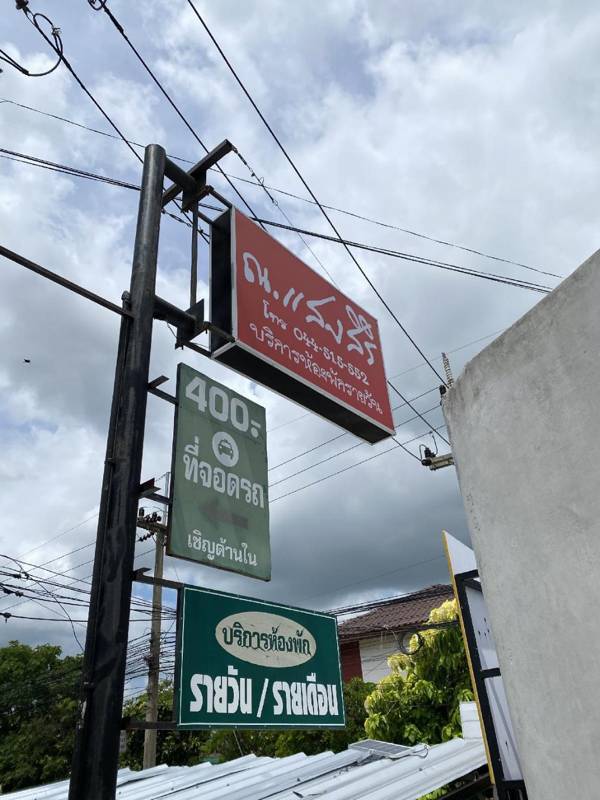 ณ.แสงสิริ
โทร 044-515-552
บริการห้องพักรายวัน
400.-
ที่จอดรถ
เชิญด้านใน
บริการห้องพัก
รายวัน / รายเดือน